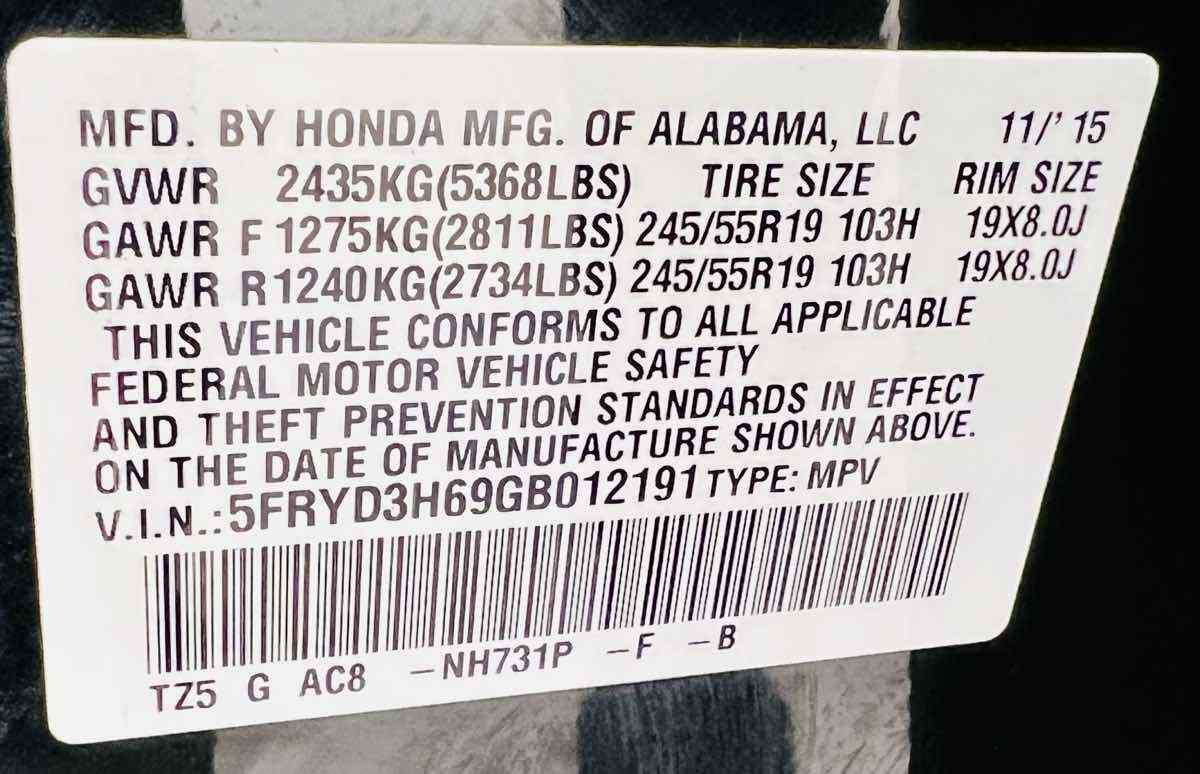 MFD. BY HONDA MFG. OF ALABAMA, LLC 11/' 15
GVWR 2435KG(5368LBS) TIRE SIZE RIM SIZE
GAWR F 1275KG(2811LBS) 245/55R19 103H 19X8.0J
GAWR R 1240KG(2734LBS) 245/55R19 103H 19X8.0J
THIS VEHICLE CONFORMS TO ALL APPLICABLE
FEDERAL MOTOR VEHICLE SAFETY
AND THEFT PREVENTION STANDARDS IN EFFECT
ON THE DATE OF MANUFACTURE SHOWN ABOVE.
V.I.N.:5FRYD3H69GB012191 TYPE: MPV
TZ5 G AC8 –NH731P –F –B